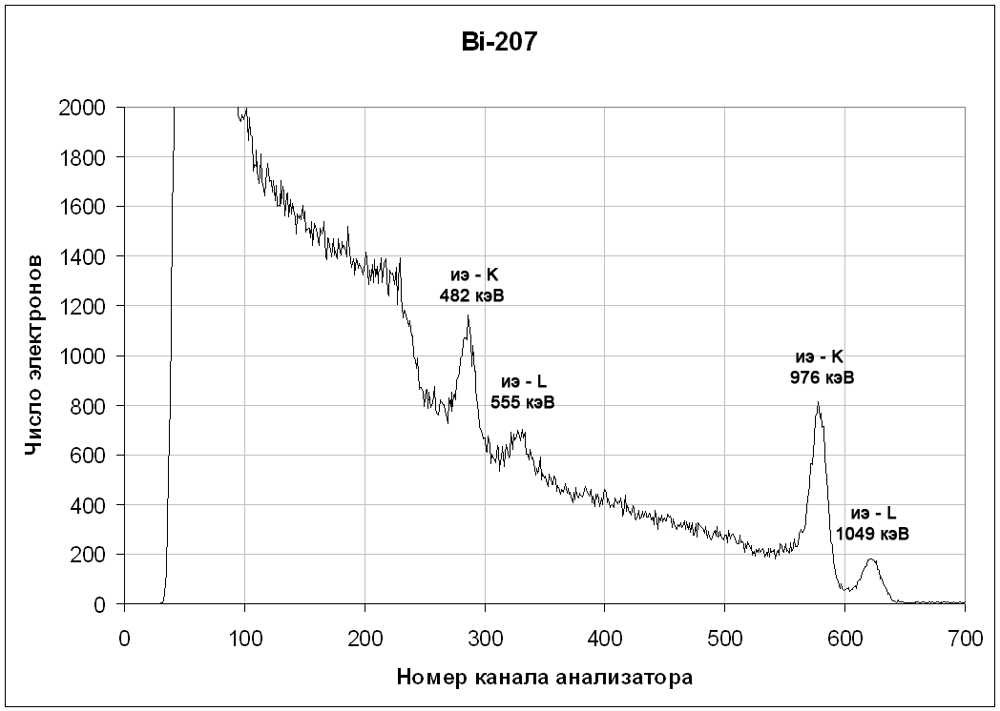 Bi-207
2000
1800
1600
1400
1200
1000
800
600
400
200
0
Число электронов
иэ - K
482 кэВ
иэ - L
555 кэВ
иэ - K
976 кэВ
иэ - L
1049 кэВ
0 100 200 300 400 500 600 700
Номер канала анализатора